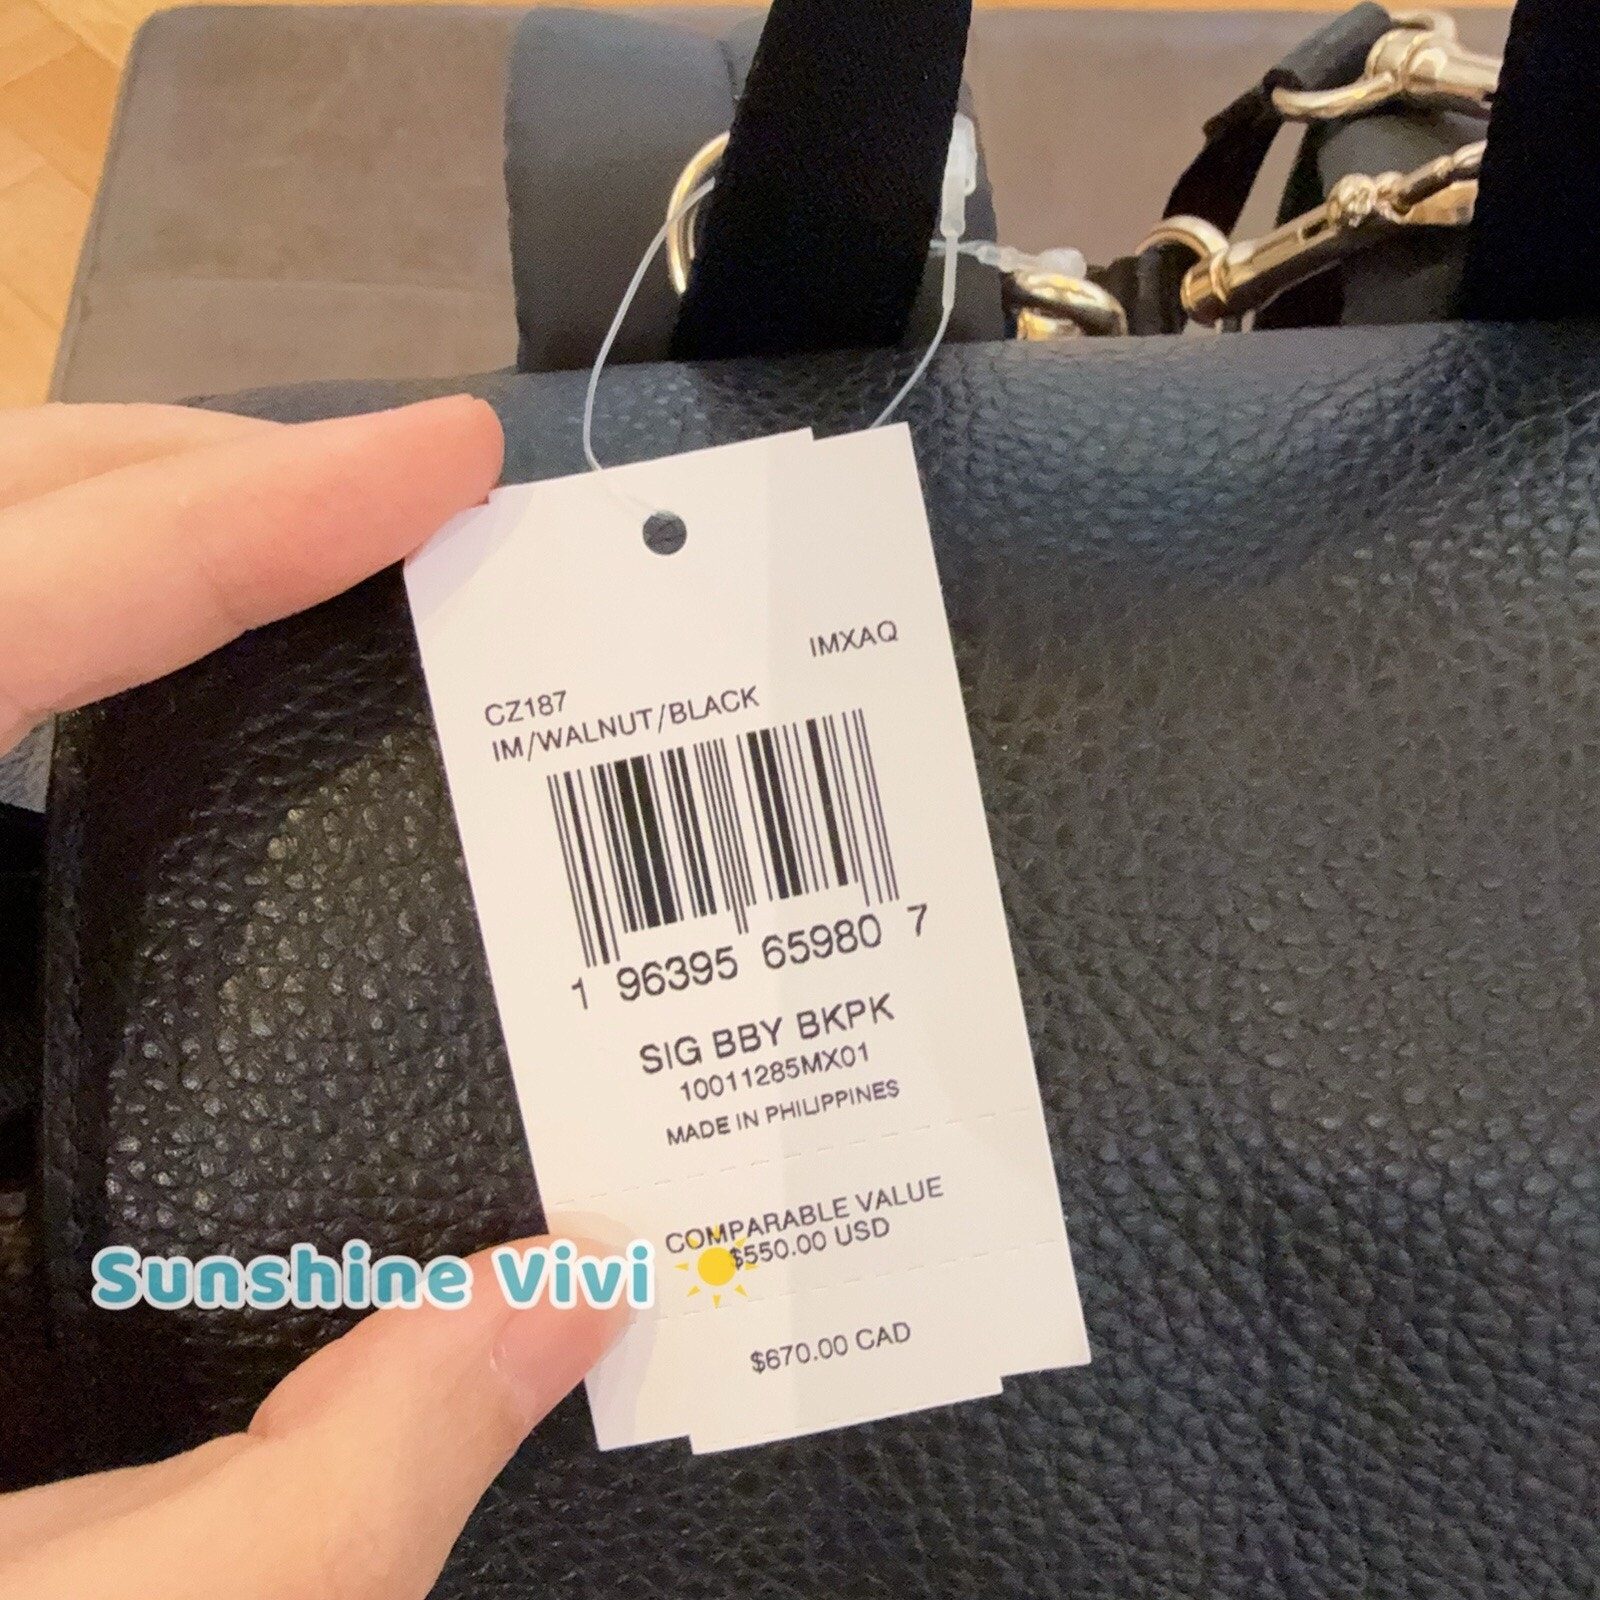 IMXAQ
CZ187
IM/WALNUT/BLACK
1 96395 65980 7
SIG BBY BKPK
10011285MX01
MADE IN PHILIPPINES
COMPARABLE VALUE
$550.00 USD
Sunshine Vivi
$670.00 CAD